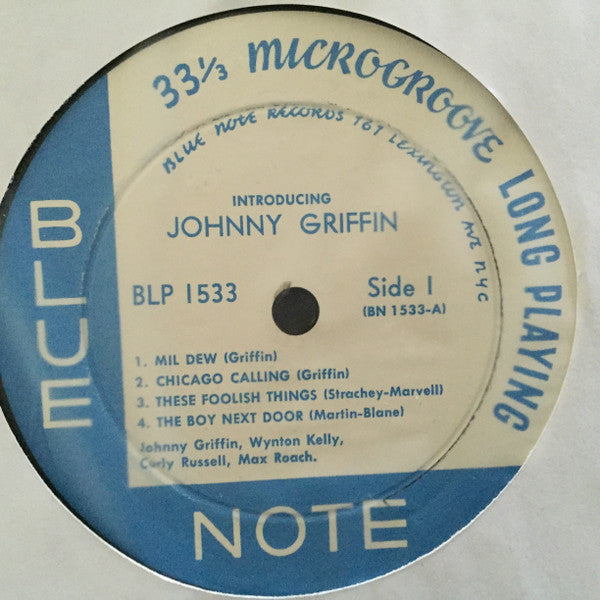 33⅓ MICROGROOVE LONG PLAYING
BLUE NOTE RECORDS 767 LEXINGTON AVE NYC
INTRODUCING
JOHNNY GRIFFIN
BLP 1533
Side 1
(BN 1533-A)
1. MIL DEW (Griffin)
2. CHICAGO CALLING (Griffin)
3. THESE FOOLISH THINGS (Strachey-Marvell)
4. THE BOY NEXT DOOR (Martin-Blane)
Johnny Griffin, Wynton Kelly,
Curly Russell, Max Roach.
BLUE
NOTE